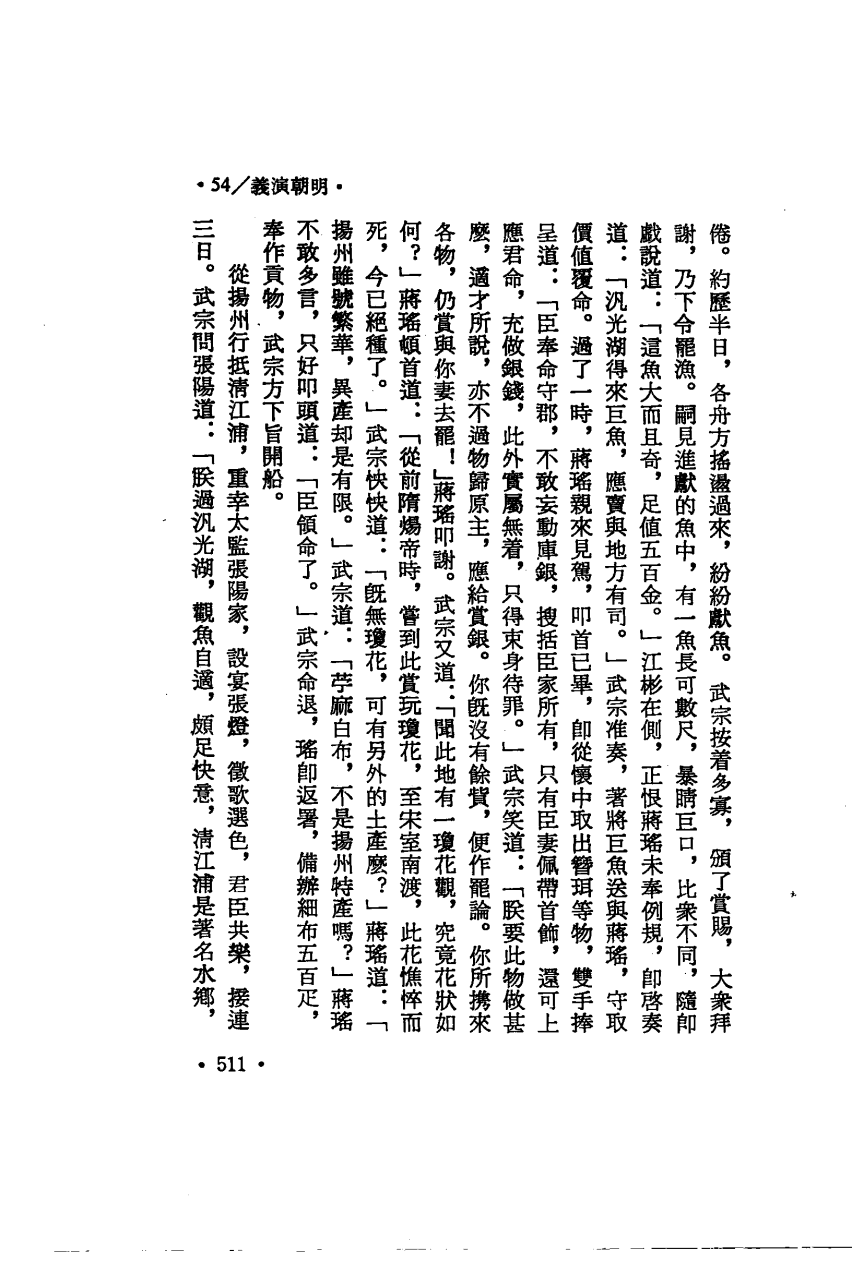 ·54/義演朝明·
倦。約歷半日，各舟方搖盪過來，紛紛獻魚。武宗按着多寡，頒了賞賜，大衆拜
謝，乃下令罷漁。嗣見進獻的魚中，有一魚長可數尺，暴睛巨口，比衆不同，隨卽
戲說道：「這魚大而且奇，足值五百金。」江彬在側，正恨蔣瑤未奉例規，卽啓奏
道：「汎光湖得來巨魚，應賣與地方有司。」武宗准奏，著將巨魚送與蔣瑤，守取
價値覆命。過了一時，蔣瑤親來見駕，叩首已畢，卽從懷中取出簪珥等物，雙手捧
呈道：「臣奉命守郡，不敢妄動庫銀，搜括臣家所有，只有臣妻佩帶首飾，還可上
應君命，充做銀錢，此外實屬無着，只得束身待罪。」武宗笑道：「朕要此物做甚
麼，適才所說，亦不過物歸原主，應給賞銀。你旣沒有餘貲，便作罷論。你所携來
各物，仍賞與你妻去罷！」蔣瑤叩謝。武宗又道：「聞此地有一瓊花觀，究竟花狀如
何？」蔣瑤頓首道：「從前隋煬帝時，嘗到此賞玩瓊花，至宋室南渡，此花憔悴而
死，今已絕種了。」武宗怏怏道：「旣無瓊花，可有另外的土產麼？」蔣瑤道：「
揚州雖號繁華，異產却是有限。」武宗道：「苧麻白布，不是揚州特產嗎？」蔣瑤
不敢多言，只好叩頭道：「臣領命了。」武宗命退，瑤卽返署，備辦細布五百疋，
奉作貢物，武宗方下旨開船。
從揚州行抵淸江浦，重幸太監張陽家，設宴張燈，徵歌選色，君臣共樂，接連
三日。武宗問張陽道：「朕過汎光湖，觀魚自適，頗足快意，淸江浦是著名水鄉，
·511·